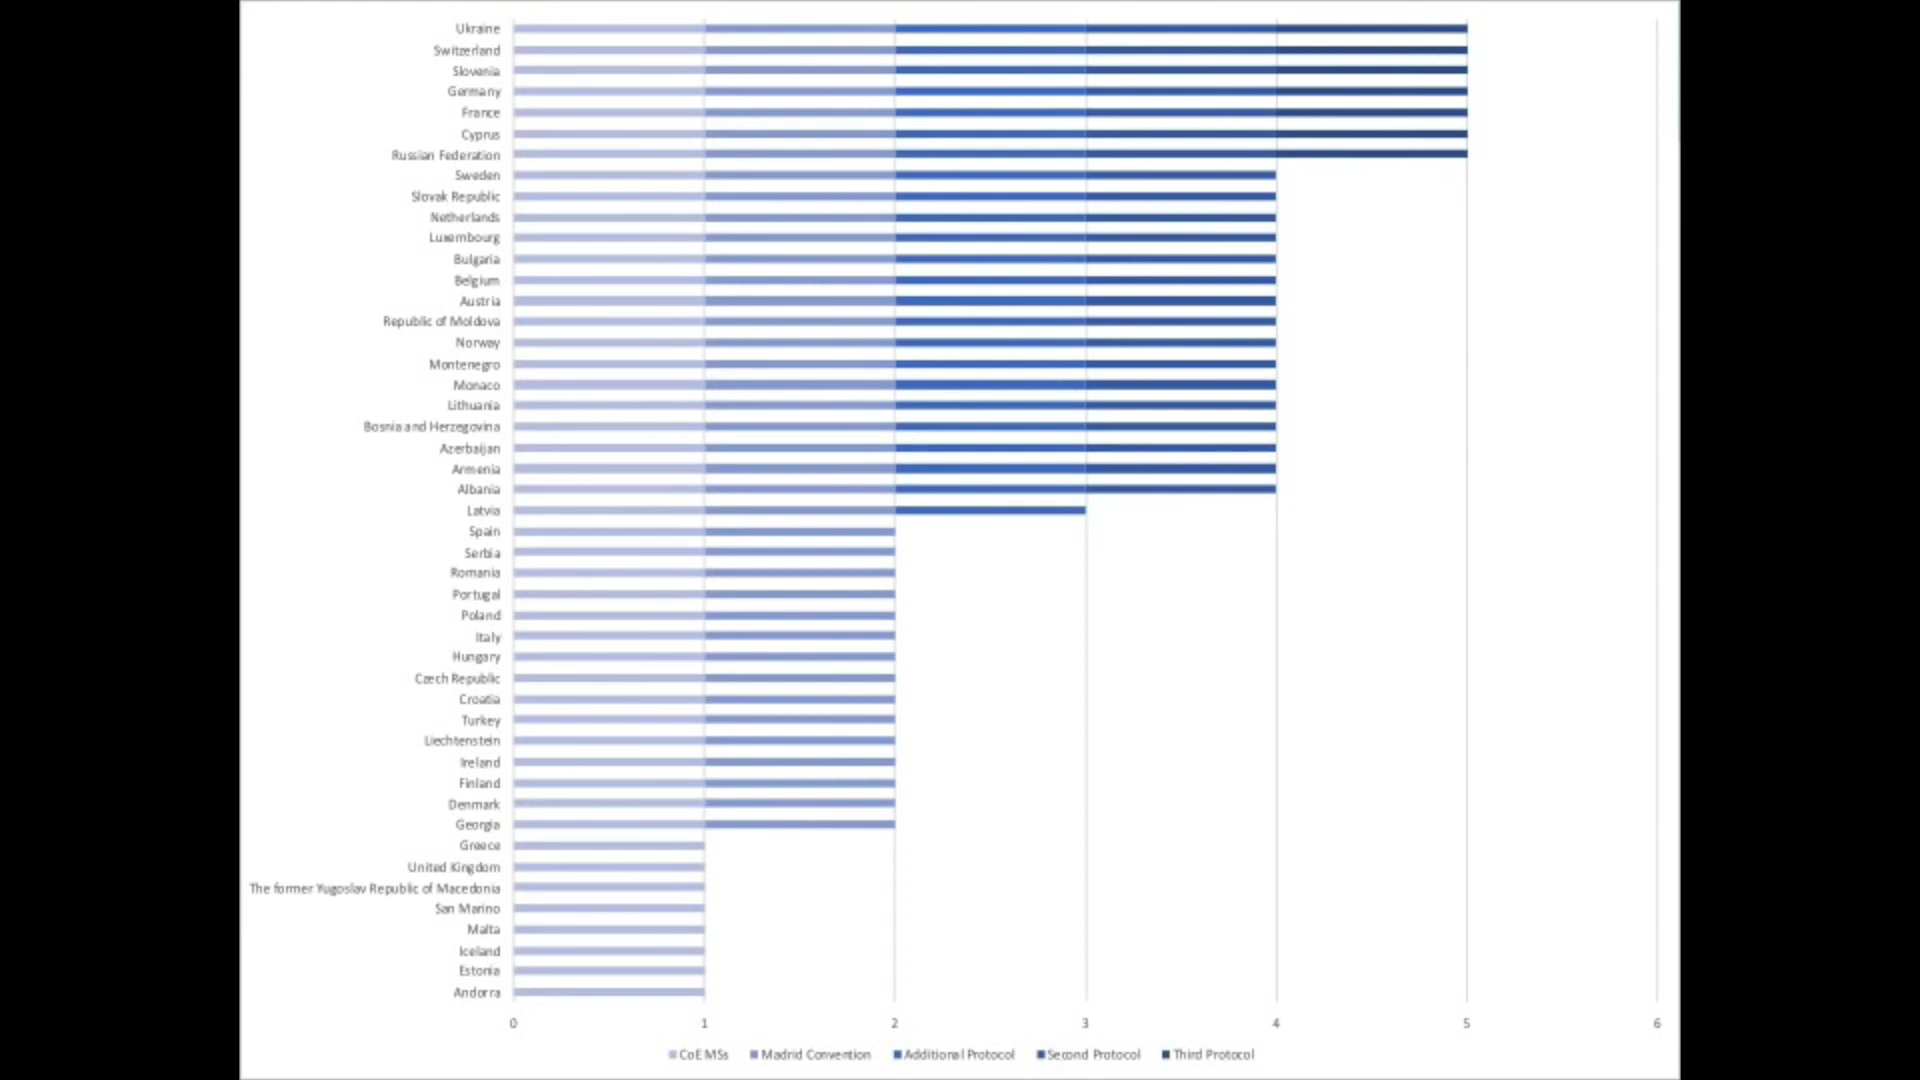 Ukraine
Switzerland
Slovenia
Germany
France
Cyprus
Russian Federation
Sweden
Slovak Republic
Netherlands
Luxembourg
Bulgaria
Belgium
Austria
Republic of Moldova
Norway
Montenegro
Monaco
Lithuania
Bosnia and Herzegovina
Azerbaijan
Armenia
Albania
Latvia
Spain
Serbia
Romania
Portugal
Poland
Italy
Hungary
Czech Republic
Croatia
Turkey
Liechtenstein
Ireland
Finland
Denmark
Georgia
Greece
United Kingdom
The former Yugoslav Republic of Macedonia
San Marino
Malta
Iceland
Estonia
Andorra
0 1 2 3 4 5 6
CoE MSs Madrid Convention Additional Protocol Second Protocol Third Protocol